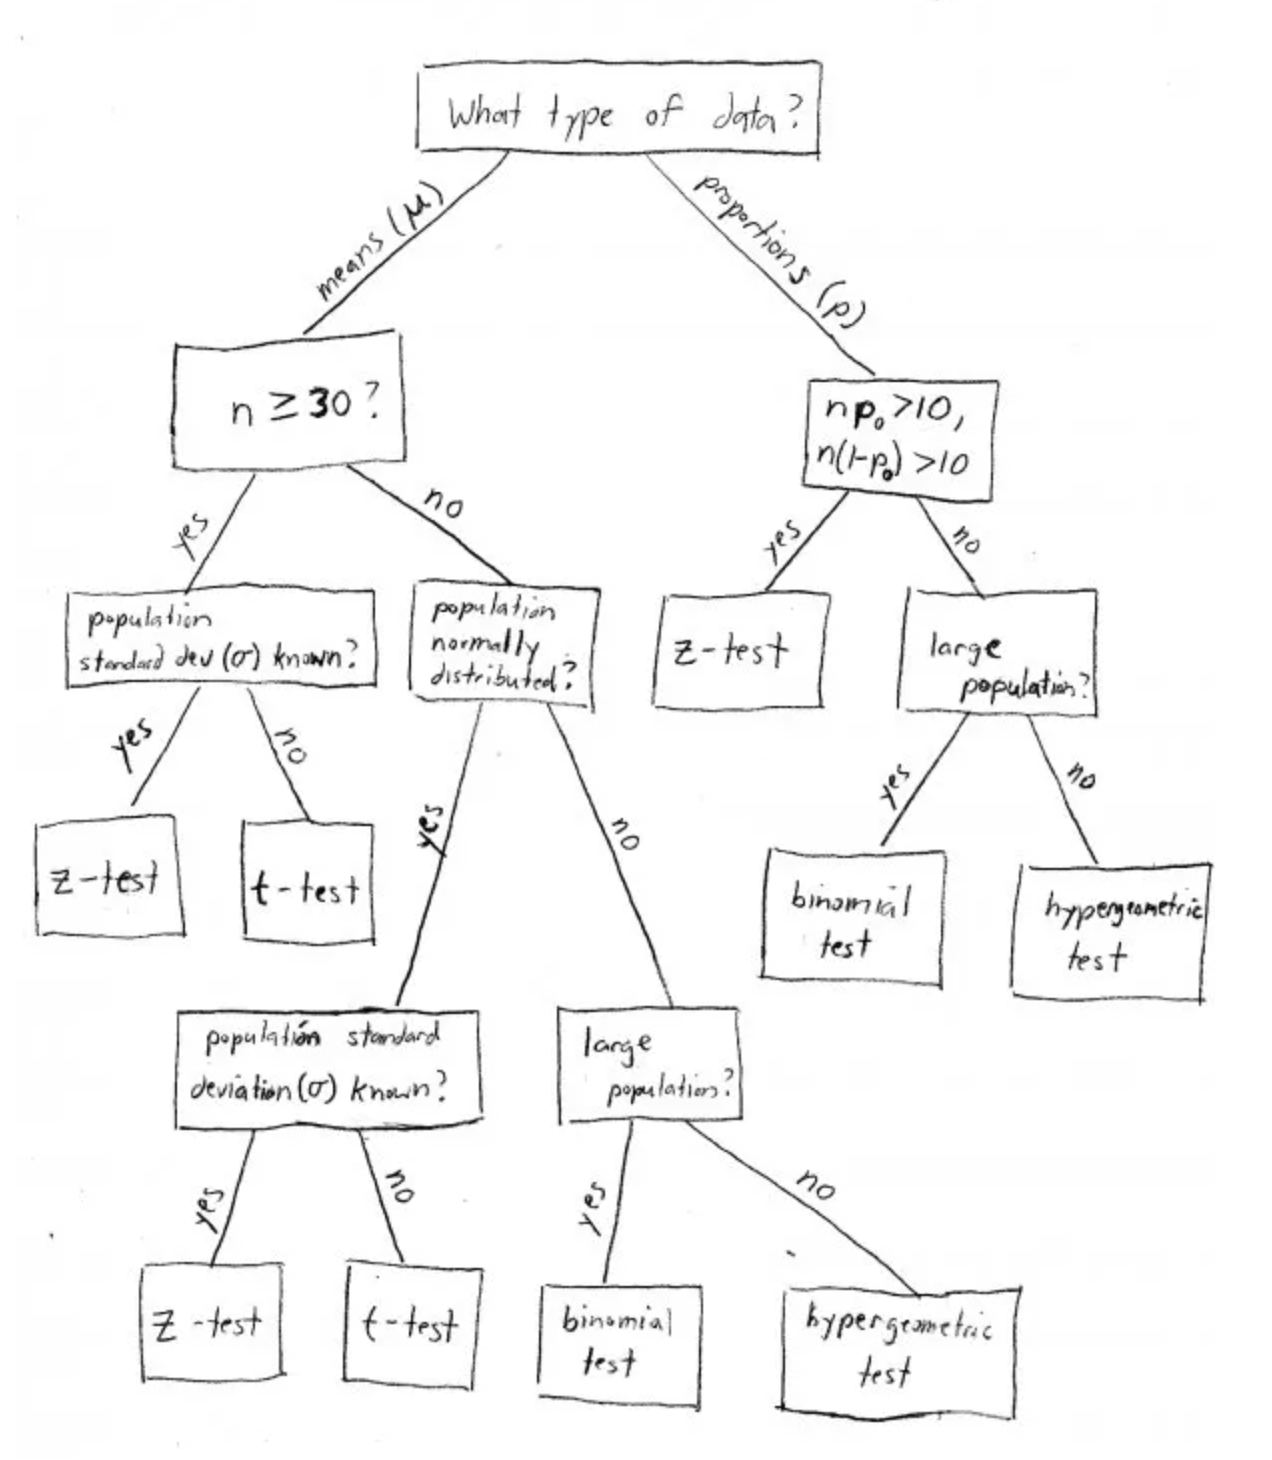 What type of data?
means (μ)
proportions (p)
n ≥ 30?
np₀ >10,
n(1-p₀) >10
yes
no
yes
no
population
standard dev (σ) known?
population
normally
distributed?
z-test
large
population?
yes
no
yes
no
yes
no
z-test
t-test
binomial
test
hypergeometric
test
population standard
deviation (σ) known?
large
population?
yes
no
yes
no
z-test
t-test
binomial
test
hypergeometric
test